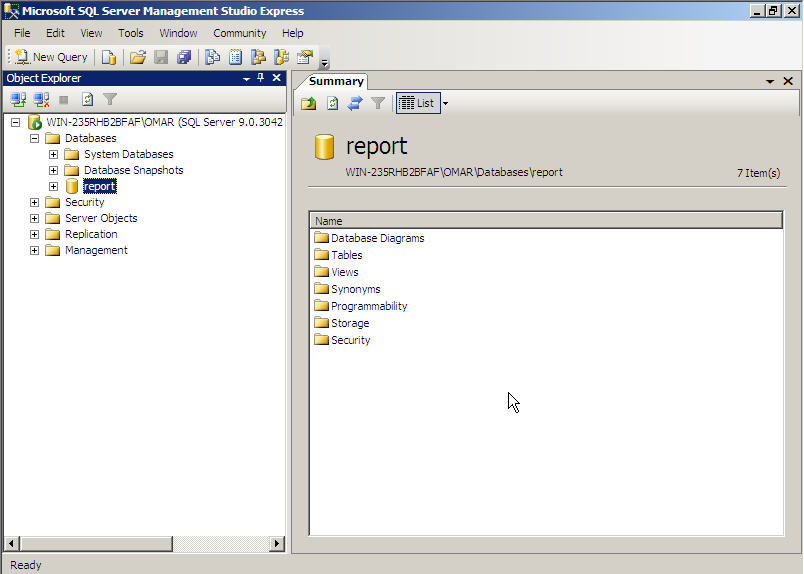 Microsoft SQL Server Management Studio Express
File Edit View Tools Window Community Help
New Query
Object Explorer
WIN-235RHB2BFAF\OMAR (SQL Server 9.0.3042
Databases
System Databases
Database Snapshots
report
Security
Server Objects
Replication
Management
Summary
List
report
WIN-235RHB2BFAF\OMAR\Databases\report
7 Item(s)
Name
Database Diagrams
Tables
Views
Synonyms
Programmability
Storage
Security
Ready